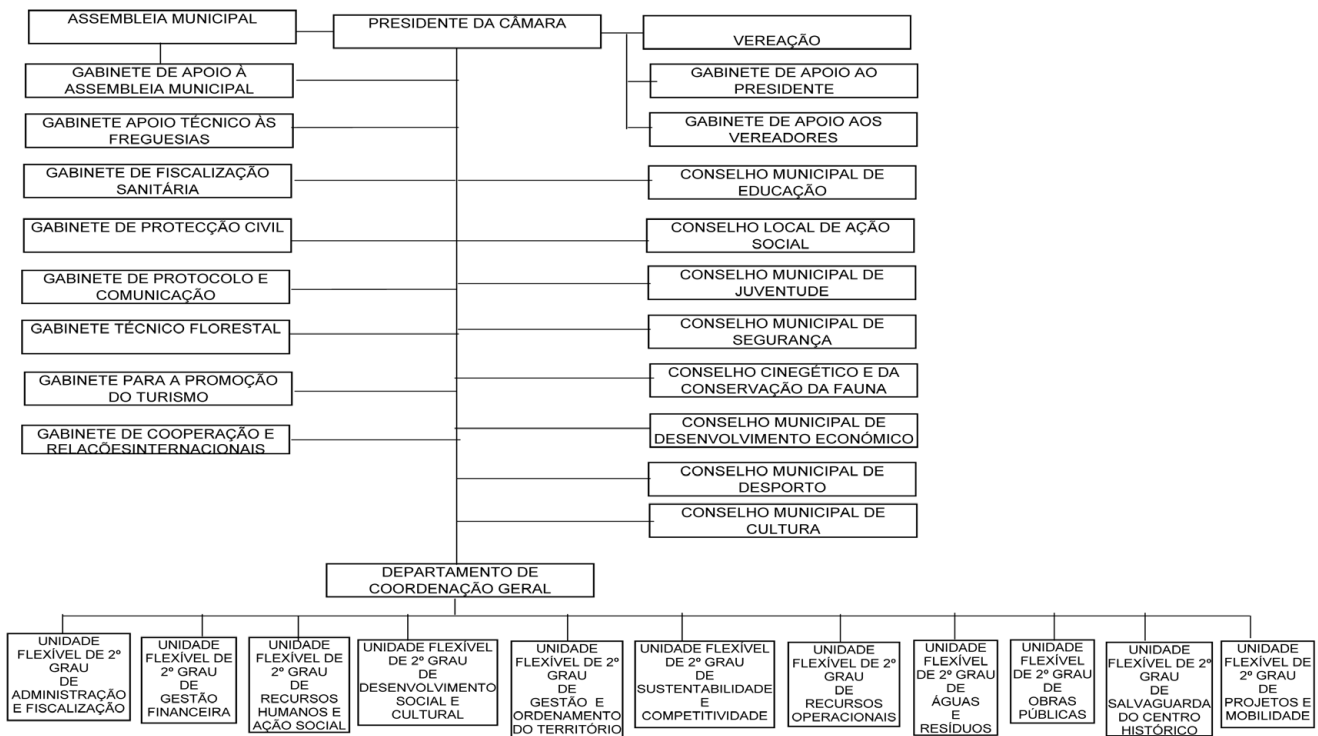 ASSEMBLEIA MUNICIPAL
PRESIDENTE DA CÂMARA
VEREAÇÃO
GABINETE DE APOIO À
ASSEMBLEIA MUNICIPAL
GABINETE DE APOIO AO
PRESIDENTE
GABINETE APOIO TÉCNICO ÀS
FREGUESIAS
GABINETE DE APOIO AOS
VEREADORES
GABINETE DE FISCALIZAÇÃO
SANITÁRIA
CONSELHO MUNICIPAL DE
EDUCAÇÃO
GABINETE DE PROTECÇÃO CIVIL
CONSELHO LOCAL DE AÇÃO
SOCIAL
GABINETE DE PROTOCOLO E
COMUNICAÇÃO
CONSELHO MUNICIPAL DE
JUVENTUDE
GABINETE TÉCNICO FLORESTAL
CONSELHO MUNICIPAL DE
SEGURANÇA
GABINETE PARA A PROMOÇÃO
DO TURISMO
CONSELHO CINEGÉTICO E DA
CONSERVAÇÃO DA FAUNA
GABINETE DE COOPERAÇÃO E
RELAÇÕESINTERNACIONAIS
CONSELHO MUNICIPAL DE
DESENVOLVIMENTO ECONÓMICO
CONSELHO MUNICIPAL DE
DESPORTO
CONSELHO MUNICIPAL DE
CULTURA
DEPARTAMENTO DE
COORDENAÇÃO GERAL
UNIDADE
FLEXÍVEL DE 2º
GRAU
DE
ADMINISTRAÇÃO
E FISCALIZAÇÃO
UNIDADE
FLEXÍVEL DE
2º GRAU
DE
GESTÃO
FINANCEIRA
UNIDADE
FLEXÍVEL DE
2º GRAU
DE
RECURSOS
HUMANOS E
AÇÃO SOCIAL
UNIDADE FLEXÍVEL
DE 2º GRAU
DE
DESENVOLVIMENTO
SOCIAL E
CULTURAL
UNIDADE
FLEXÍVEL DE 2º
GRAU
DE
GESTÃO E
ORDENAMENTO
DO TERRITÓRIO
UNIDADE FLEXÍVEL
DE 2º GRAU
DE
SUSTENTABILIDADE
E
COMPETITIVIDADE
UNIDADE
FLEXÍVEL DE 2º
GRAU
DE
RECURSOS
OPERACIONAIS
UNIDADE
FLEXÍVEL
DE 2º GRAU
DE
ÁGUAS
E
RESÍDUOS
UNIDADE
FLEXÍVEL
DE 2º GRAU
DE
OBRAS
PÚBLICAS
UNIDADE
FLEXÍVEL DE 2º
GRAU
DE
SALVAGUARDA
DO CENTRO
HISTÓRICO
UNIDADE
FLEXÍVEL DE
2º GRAU
DE
PROJETOS E
MOBILIDADE